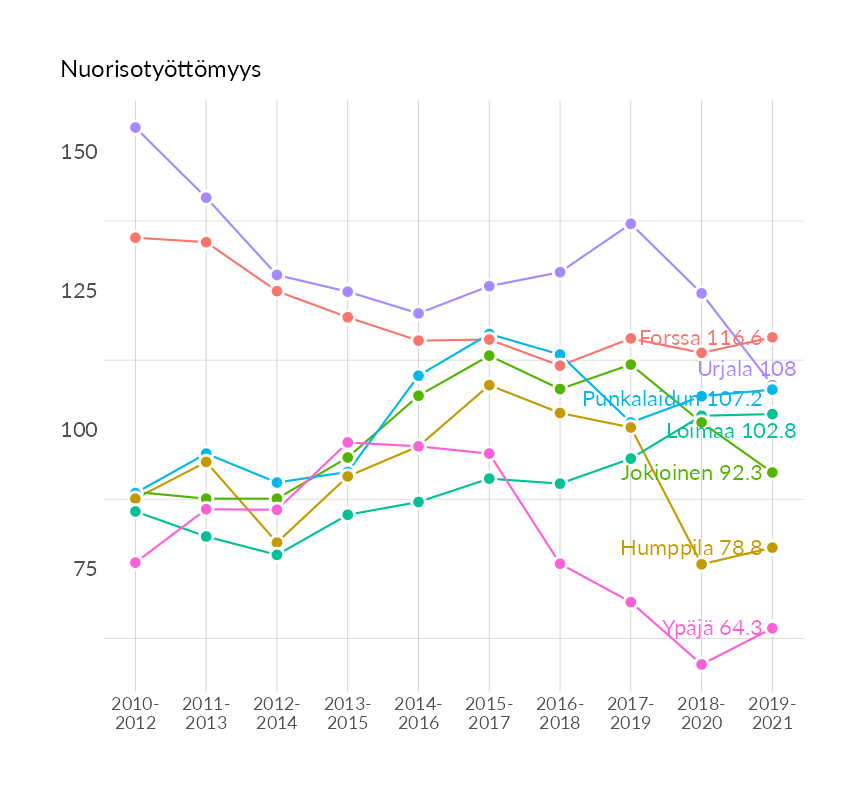 Nuorisotyöttömyys
150
125
Forssa 116.6
Urjala 108
Punkalaidun 107.2
100
Loimaa 102.8
Jokioinen 92.3
Humppila 78.8
75
Ypäjä 64.3
2010- 2011- 2012- 2013- 2014- 2015- 2016- 2017- 2018- 2019-
2012 2013 2014 2015 2016 2017 2018 2019 2020 2021